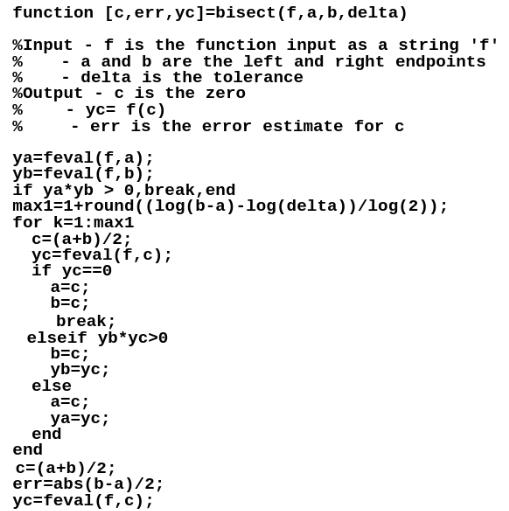 function [c,err,yc]=bisect(f,a,b,delta)
%Input - f is the function input as a string 'f'
%    - a and b are the left and right endpoints
%    - delta is the tolerance
%Output - c is the zero
%    - yc= f(c)
%    - err is the error estimate for c
ya=feval(f,a);
yb=feval(f,b);
if ya*yb > 0,break,end
max1=1+round((log(b-a)-log(delta))/log(2));
for k=1:max1
  c=(a+b)/2;
  yc=feval(f,c);
  if yc==0
    a=c;
    b=c;
    break;
  elseif yb*yc>0
    b=c;
    yb=yc;
  else
    a=c;
    ya=yc;
  end
end
c=(a+b)/2;
err=abs(b-a)/2;
yc=feval(f,c);